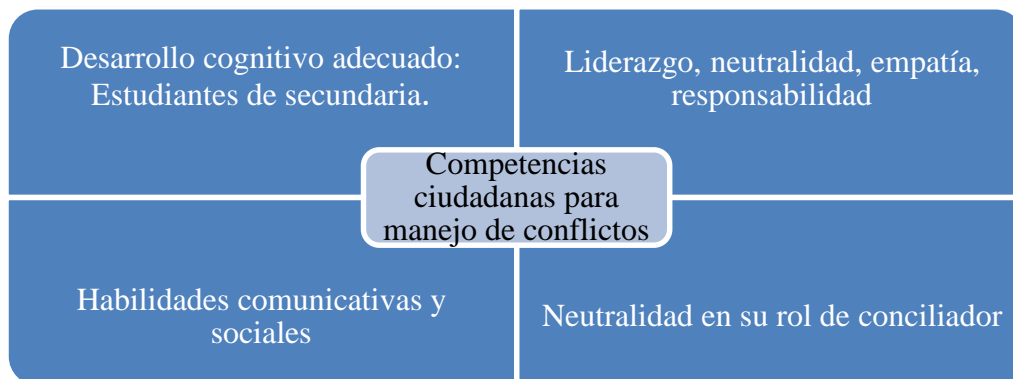 Desarrollo cognitivo adecuado:
Estudiantes de secundaria.
Liderazgo, neutralidad, empatía,
responsabilidad
Competencias
ciudadanas para
manejo de conflictos
Habilidades comunicativas y
sociales
Neutralidad en su rol de conciliador